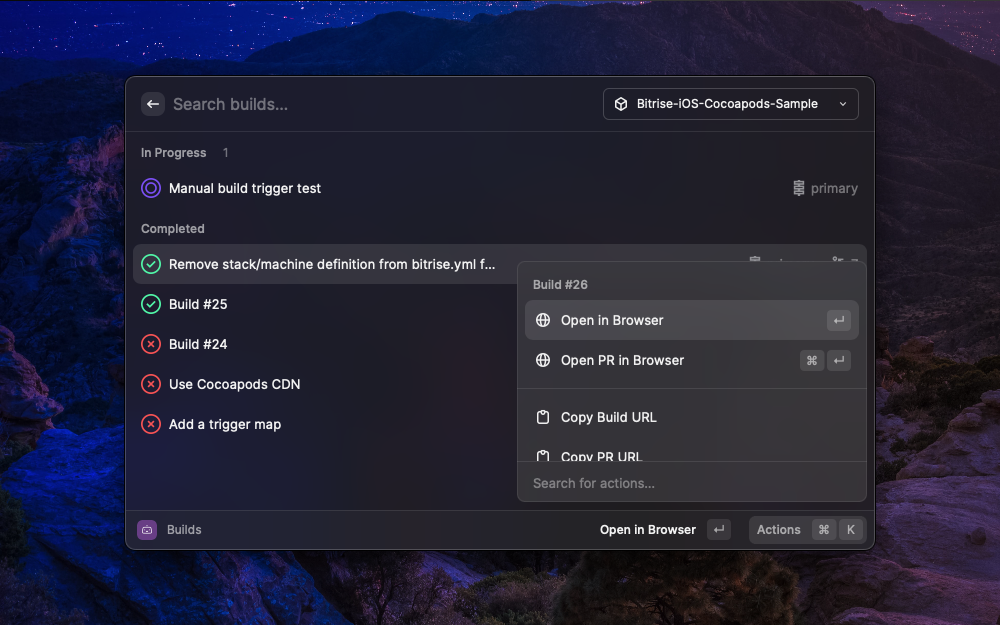 Search builds...
Bitrise-iOS-Cocoapods-Sample
In Progress 1
Manual build trigger test
primary
Completed
Remove stack/machine definition from bitrise.yml f...
Build #25
Build #24
Use Cocoapods CDN
Add a trigger map
Build #26
Open in Browser ↵
Open PR in Browser ⌘ ↵
Copy Build URL
Copy PR URL
Search for actions...
Builds
Open in Browser ↵
Actions ⌘ K